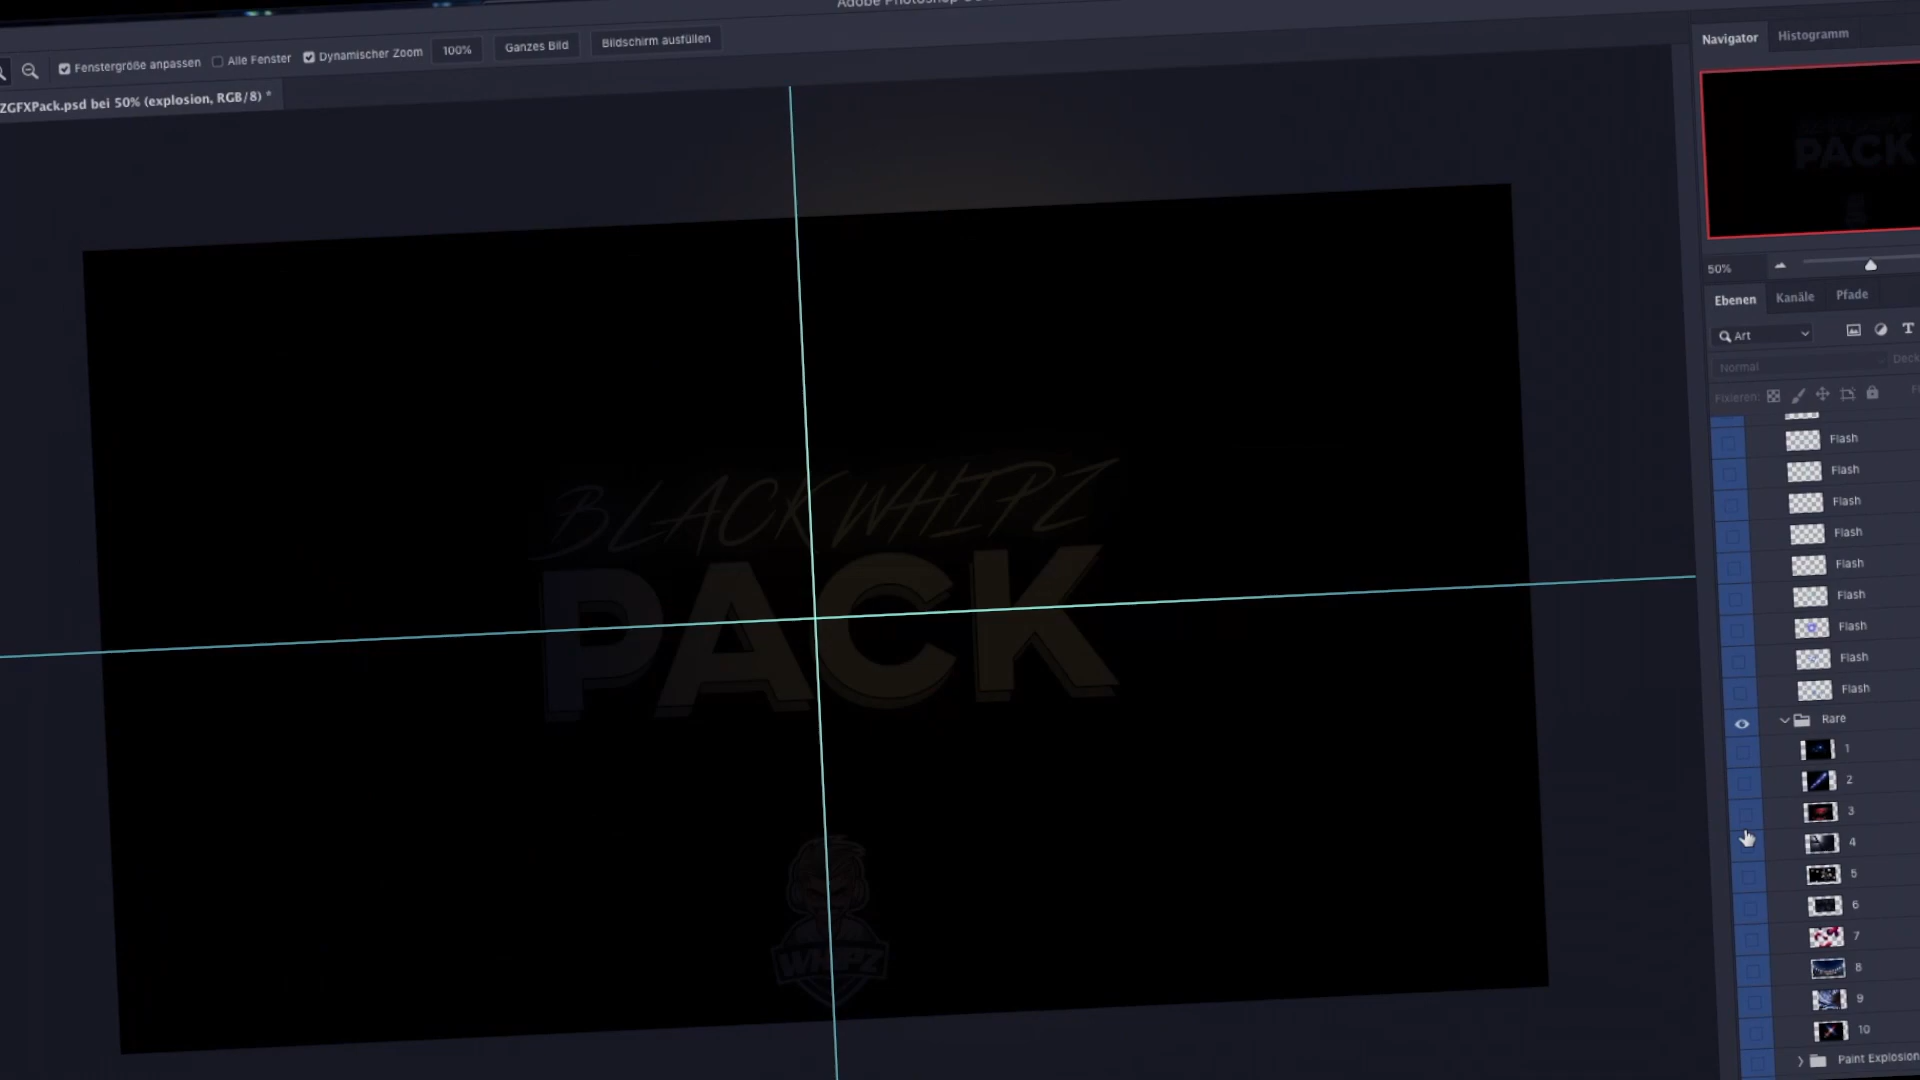 Fenstergröße anpassen Alle Fenster Dynamischer Zoom 100% Ganzes Bild Bildschirm ausfüllen
ZGFXPack.psd bei 50% (explosion, RGB/8) *
BLACKWHIPZ
PACK
WHIPZ
Navigator Histogramm
PACK
50%
Ebenen Kanäle Pfade
Art
Normal
Fixieren:
Flash
Flash
Flash
Flash
Flash
Flash
Flash
Flash
Flash
Rare
1
2
3
4
5
6
7
8
9
10
Paint Explosion